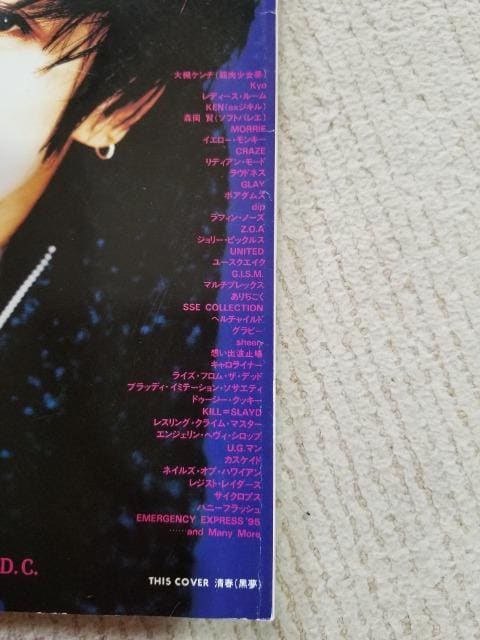 大槻ケンヂ(筋肉少女帯)
Kyo
レディース・ルーム
KEN(exジキル)
森岡 賢(ソフトバレエ)
MORRIE
イエロー・モンキー
CRAZE
リディアン・モード
ラウドネス
GLAY
ボアダムズ
dip
ラフィン・ノーズ
Z.O.A
ジョリー・ピックルス
UNITED
ユースクエイク
G.I.S.M.
マルチプレックス
ありぢごく
SSE COLLECTION
ヘルチャイルド
グラビー
sheen
想い出波止場
キャロライナー
ライズ・フロム・ザ・デッド
ブラッディ・イミテーション・ソサエティ
ドゥージー・クッキー
KILL=SLAYD
レスリング・クライム・マスター
エンジェリン・ヘヴィ・シロップ
U.G.マン
カスケイド
ネイルズ・オブ・ハワイアン
レジスト・レイダーズ
サイクロプス
ハニーフラッシュ
EMERGENCY EXPRESS '95
……and Many More
D.C.
THIS COVER 清春(黒夢)